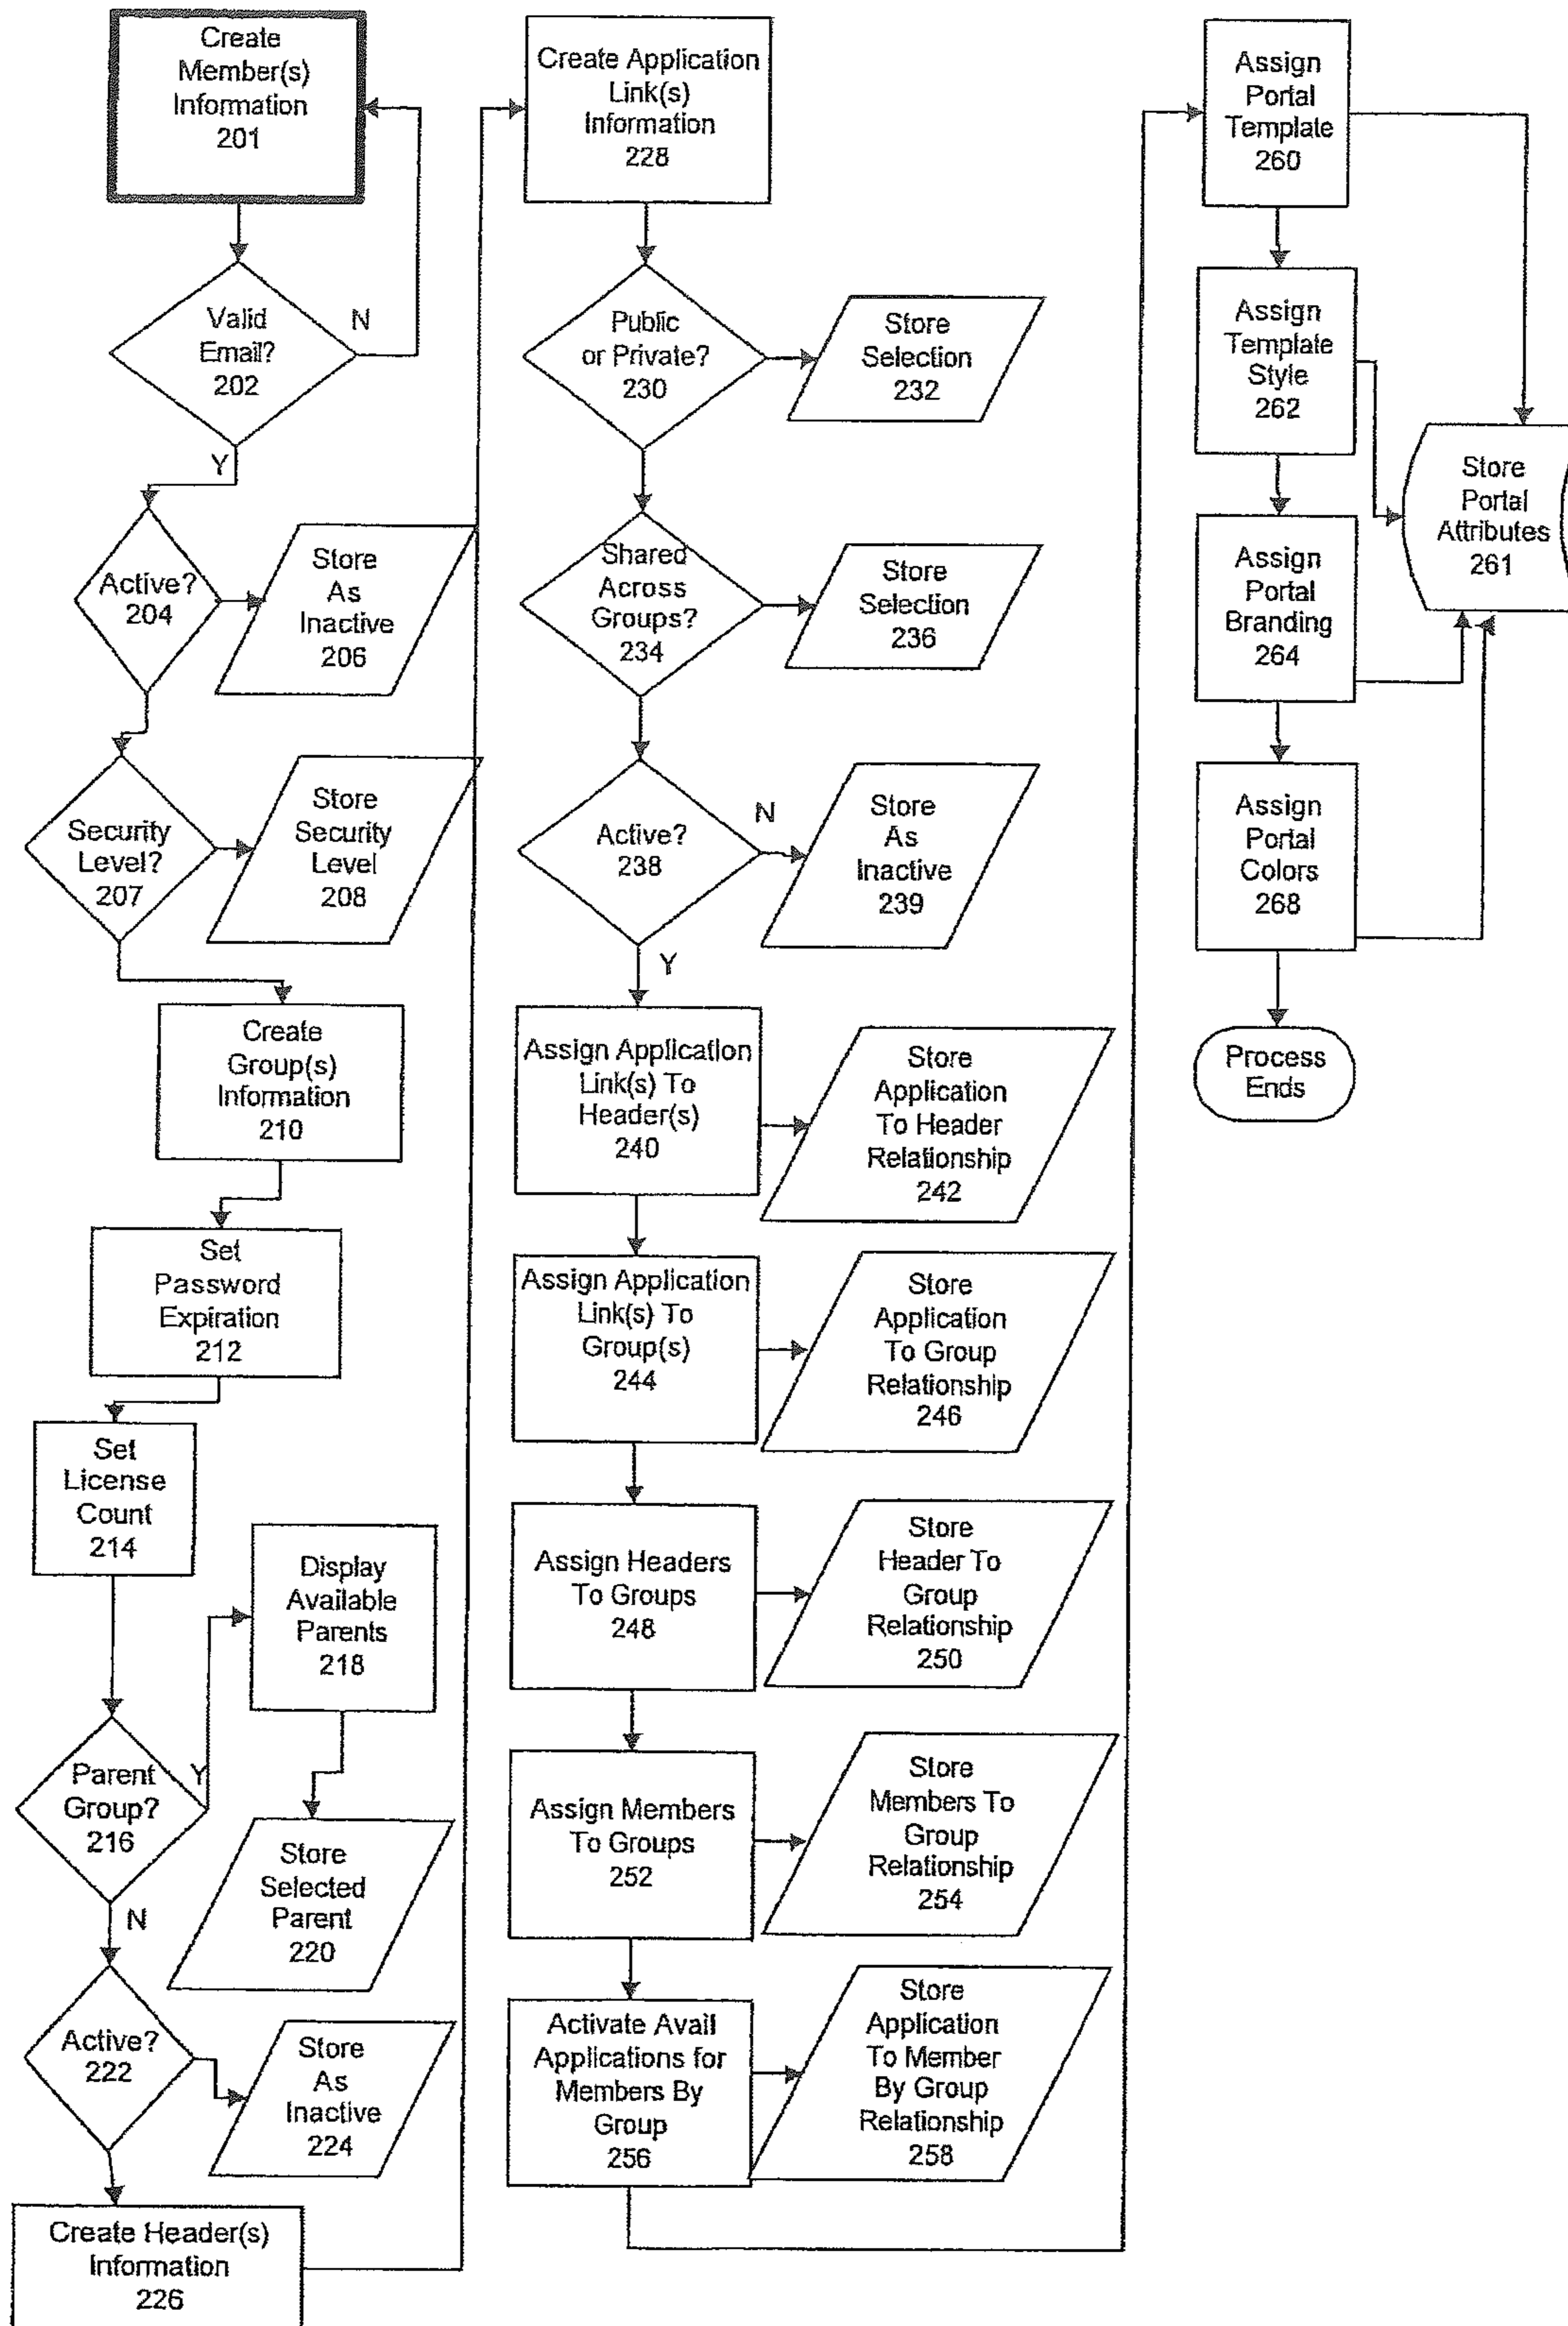 Create
Member(s)
Information
201
Valid
Email?
202
N
Y
Active?
204
Store
As
Inactive
206
Security
Level?
207
Store
Security
Level
208
Create
Group(s)
Information
210
Set
Password
Expiration
212
Set
License
Count
214
Display
Available
Parents
218
Parent
Group?
216
Y
N
Store
Selected
Parent
220
Active?
222
Store
As
Inactive
224
Create Header(s)
Information
226
Create Application
Link(s)
Information
228
Public
or Private?
230
Store
Selection
232
Shared
Across
Groups?
234
Store
Selection
236
Active?
238
N
Y
Store
As
Inactive
239
Assign Application
Link(s) To
Header(s)
240
Store
Application
To Header
Relationship
242
Assign Application
Link(s) To
Group(s)
244
Store
Application
To Group
Relationship
246
Assign Headers
To Groups
248
Store
Header To
Group
Relationship
250
Assign Members
To Groups
252
Store
Members To
Group
Relationship
254
Activate Avail
Applications for
Members By
Group
256
Store
Application
To Member
By Group
Relationship
258
Assign
Portal
Template
260
Assign
Template
Style
262
Store
Portal
Attributes
261
Assign
Portal
Branding
264
Assign
Portal
Colors
268
Process
Ends